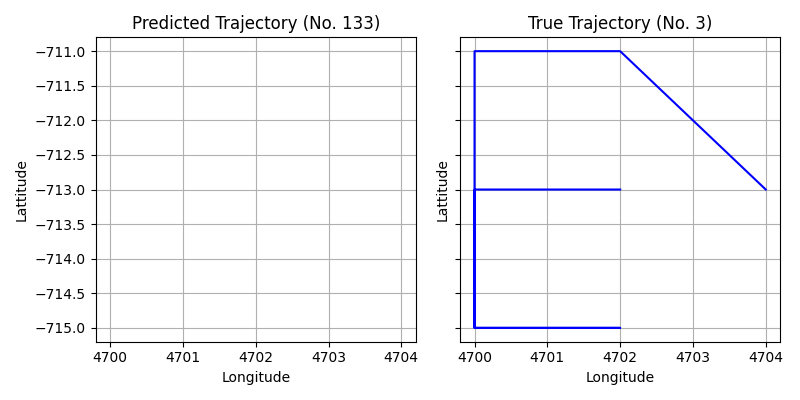 Predicted Trajectory (No. 133)
True Trajectory (No. 3)
Lattitude
−711.0
−711.5
−712.0
−712.5
−713.0
−713.5
−714.0
−714.5
−715.0
4700 4701 4702 4703 4704
Longitude
Lattitude
4700 4701 4702 4703 4704
Longitude